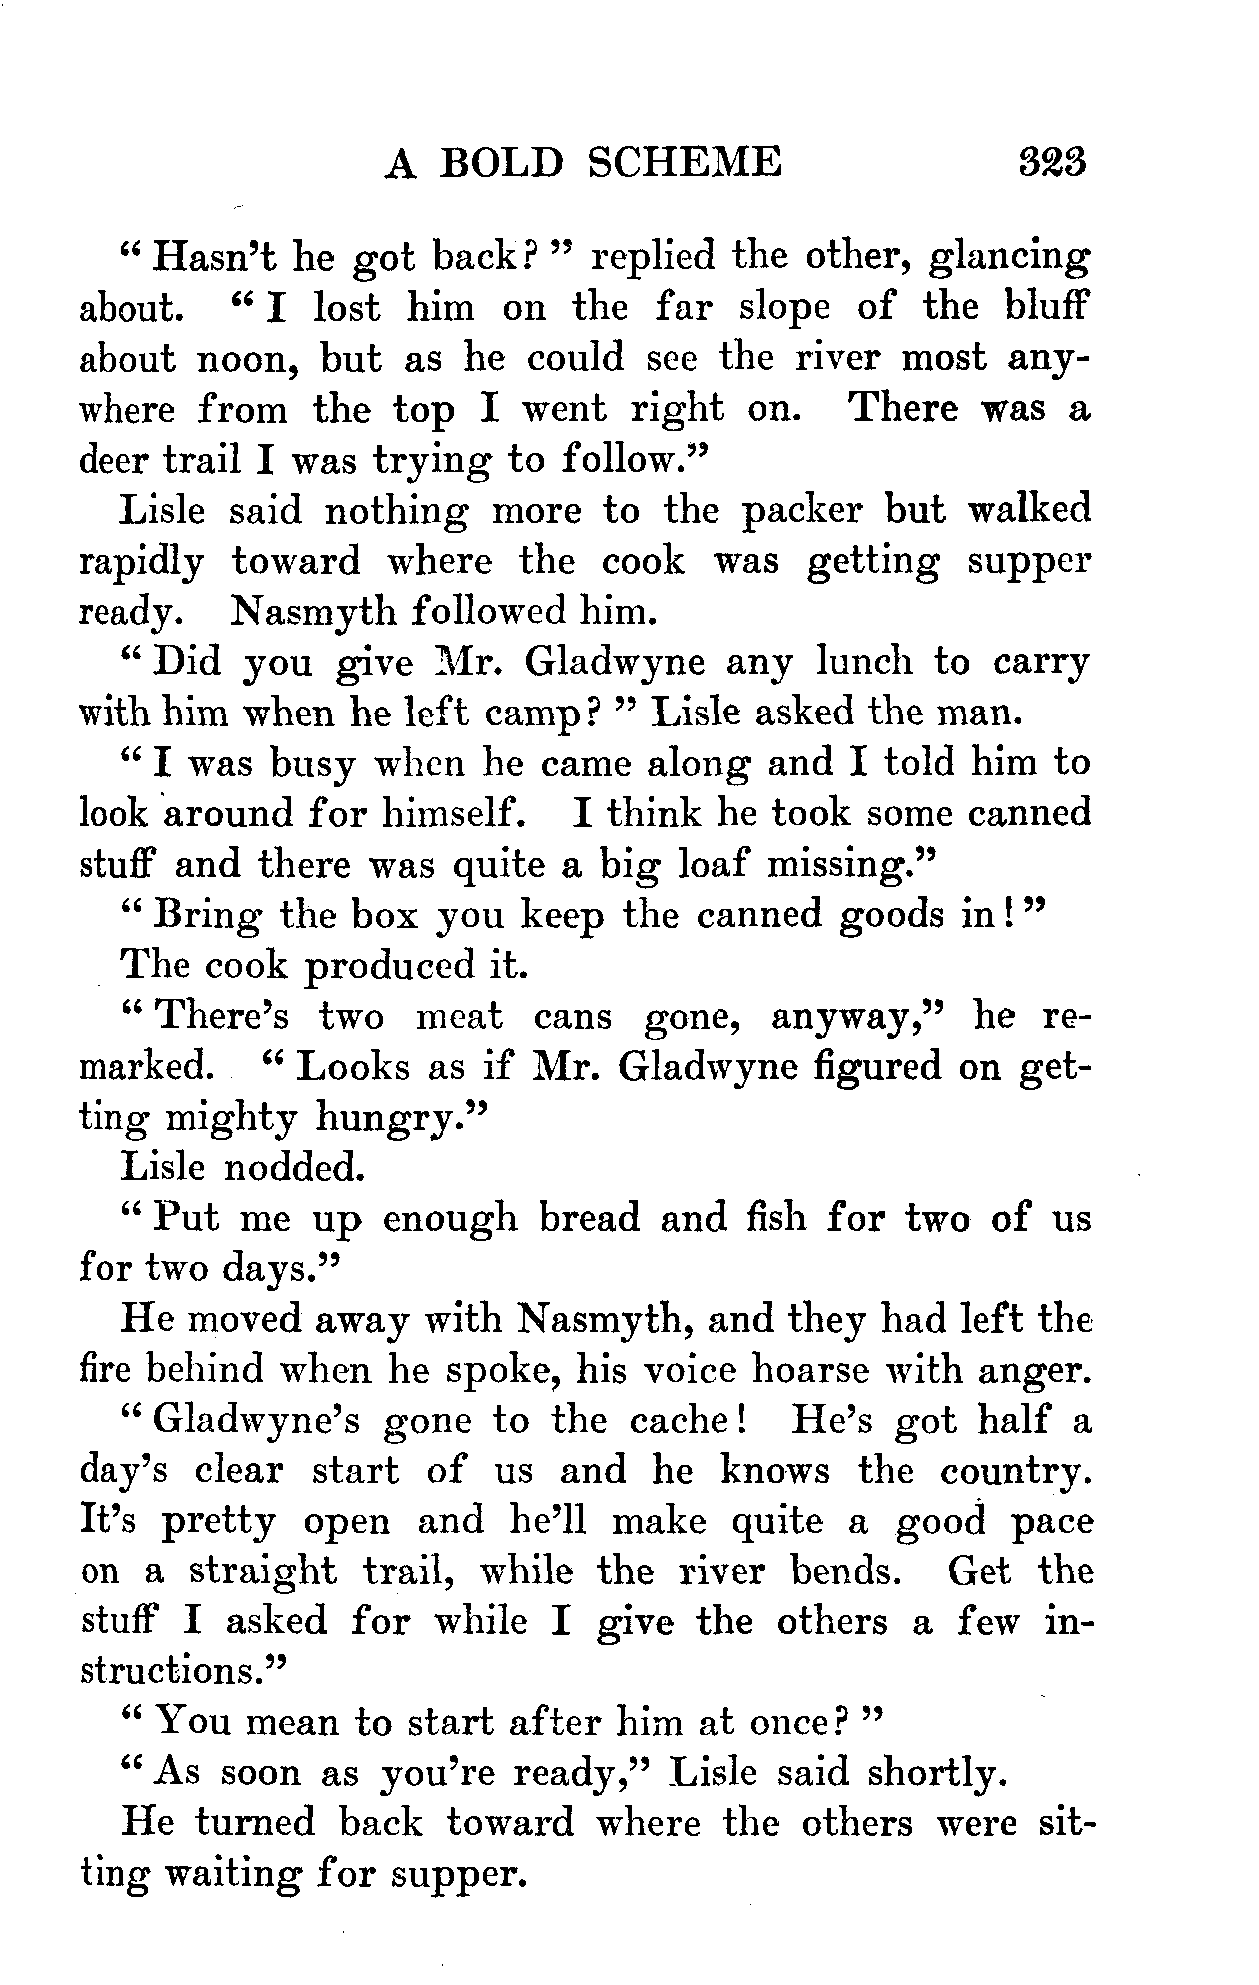 A BOLD SCHEME 323
" Hasn't he got back? " replied the other, glancing
about. " I lost him on the far slope of the bluff
about noon, but as he could see the river most any-
where from the top I went right on. There was a
deer trail I was trying to follow."
Lisle said nothing more to the packer but walked
rapidly toward where the cook was getting supper
ready. Nasmyth followed him.
" Did you give Mr. Gladwyne any lunch to carry
with him when he left camp? " Lisle asked the man.
" I was busy when he came along and I told him to
look around for himself. I think he took some canned
stuff and there was quite a big loaf missing."
" Bring the box you keep the canned goods in! "
The cook produced it.
" There's two meat cans gone, anyway," he re-
marked. " Looks as if Mr. Gladwyne figured on get-
ting mighty hungry."
Lisle nodded.
" Put me up enough bread and fish for two of us
for two days."
He moved away with Nasmyth, and they had left the
fire behind when he spoke, his voice hoarse with anger.
" Gladwyne's gone to the cache! He's got half a
day's clear start of us and he knows the country.
It's pretty open and he'll make quite a good pace
on a straight trail, while the river bends. Get the
stuff I asked for while I give the others a few in-
structions."
" You mean to start after him at once? "
" As soon as you're ready," Lisle said shortly.
He turned back toward where the others were sit-
ting waiting for supper.